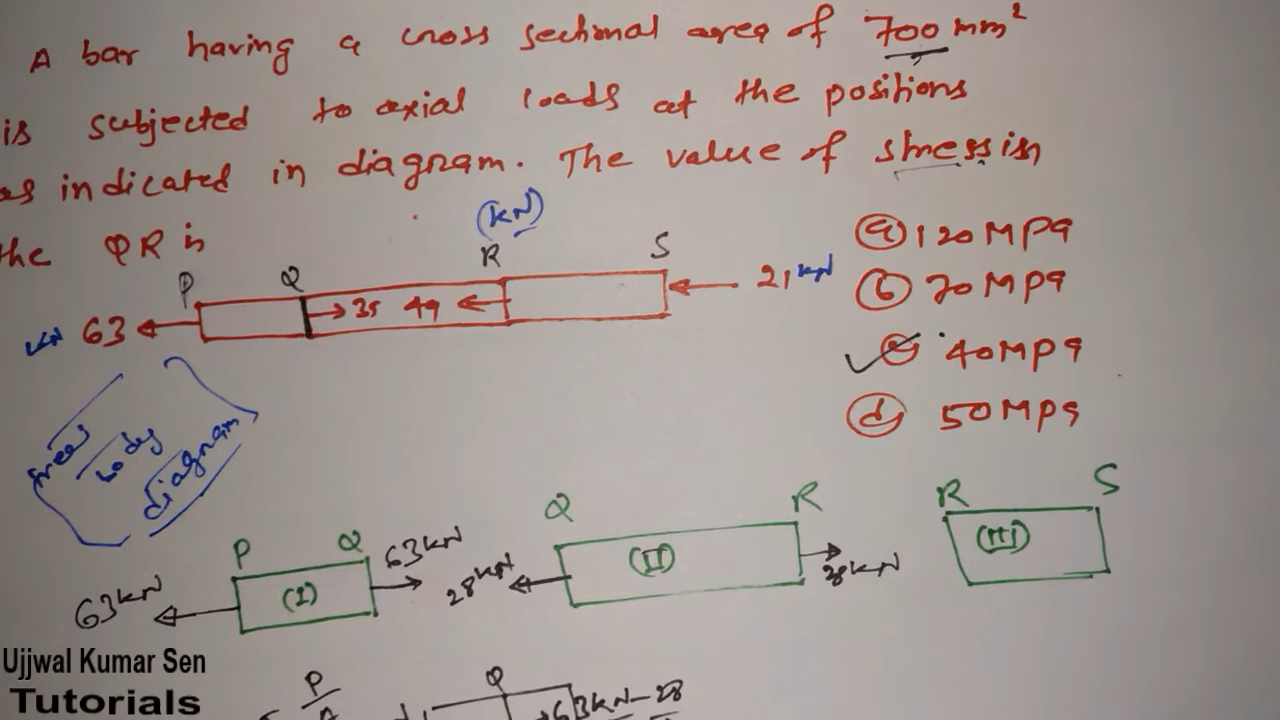 A bar having a cross sectional area of 700 mm²
is subjected to axial loads at the positions
as indicated in diagram. The value of stress in
the QR is
(kN)
P Q R S
kN 63 35 49 21 kN
(a) 120 MPa
(b) 70 MPa
(c) 40 MPa
(d) 50 MPa
free body diagram
P Q
63kN (I) 63kN
Q R
28kN (II) 28kN
R S
(III)
P/A
Q
63kN-28
Ujjwal Kumar Sen
Tutorials